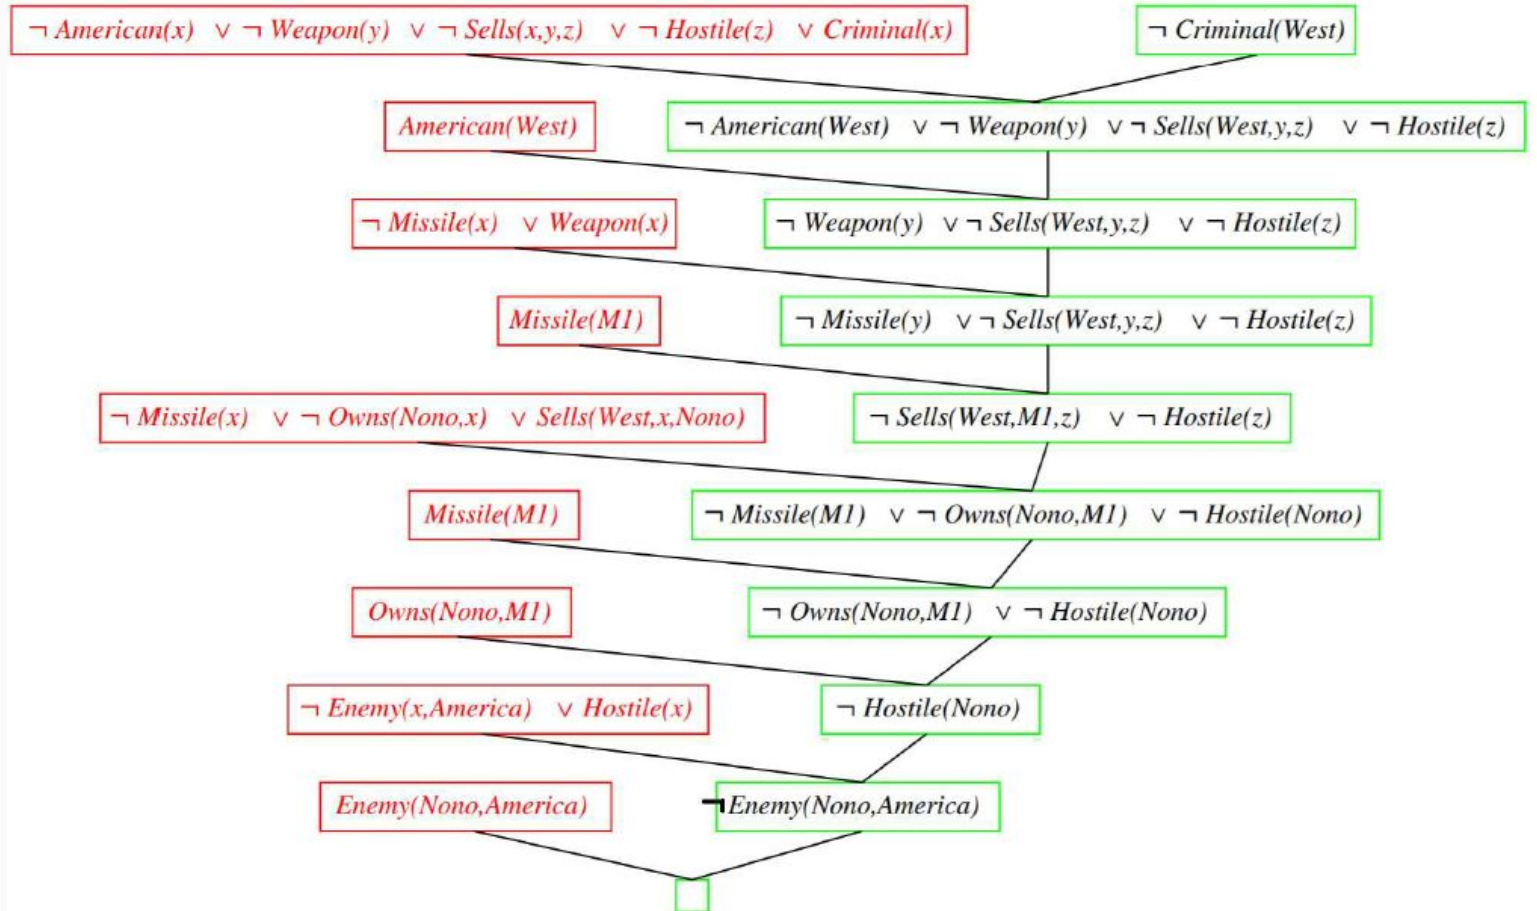 ¬ American(x) ∨ ¬ Weapon(y) ∨ ¬ Sells(x,y,z) ∨ ¬ Hostile(z) ∨ Criminal(x)
¬ Criminal(West)
American(West)
¬ American(West) ∨ ¬ Weapon(y) ∨ ¬ Sells(West,y,z) ∨ ¬ Hostile(z)
¬ Missile(x) ∨ Weapon(x)
¬ Weapon(y) ∨ ¬ Sells(West,y,z) ∨ ¬ Hostile(z)
Missile(M1)
¬ Missile(y) ∨ ¬ Sells(West,y,z) ∨ ¬ Hostile(z)
¬ Missile(x) ∨ ¬ Owns(Nono,x) ∨ Sells(West,x,Nono)
¬ Sells(West,M1,z) ∨ ¬ Hostile(z)
Missile(M1)
¬ Missile(M1) ∨ ¬ Owns(Nono,M1) ∨ ¬ Hostile(Nono)
Owns(Nono,M1)
¬ Owns(Nono,M1) ∨ ¬ Hostile(Nono)
¬ Enemy(x,America) ∨ Hostile(x)
¬ Hostile(Nono)
Enemy(Nono,America)
¬ Enemy(Nono,America)